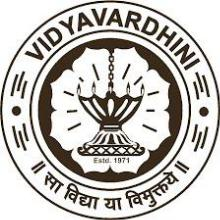 VIDYAVARDHINI
Estd. 1971
॥ सा विद्या या विमुक्तये ॥